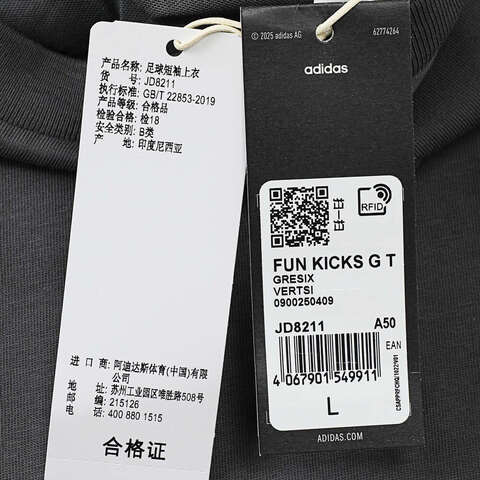 产品名称: 足球短袖上衣
货 号: JD8211
执行标准: GB/T 22853-2019
产品等级: 合格品
检验合格: 检18
安全类别: B类
产 地: 印度尼西亚
进 口 商: 阿迪达斯体育(中国)有限公司
地 址: 苏州工业园区唯胜路508号
邮 编: 215126
电 话: 400 880 1515
合格证
© 2025 adidas AG
62774264
adidas
RFID
FUN KICKS G T
GRESIX
VERTSI
0900250409
JD8211 A50
EAN
4 067901 549911
L
ADIDAS.COM